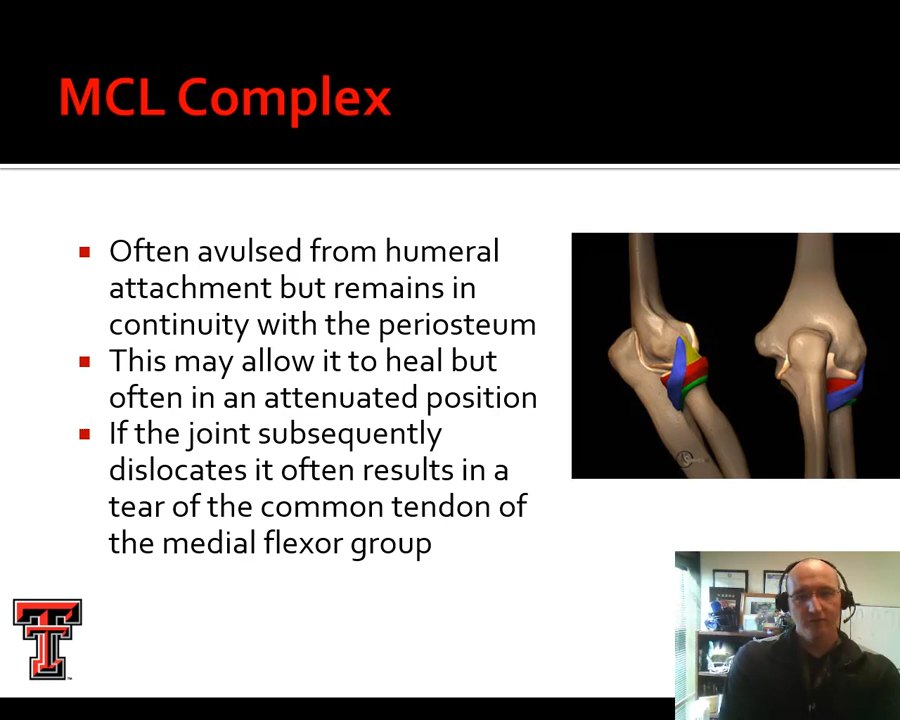 MCL Complex
Often avulsed from humeral
attachment but remains in
continuity with the periosteum
This may allow it to heal but
often in an attenuated position
If the joint subsequently
dislocates it often results in a
tear of the common tendon of
the medial flexor group